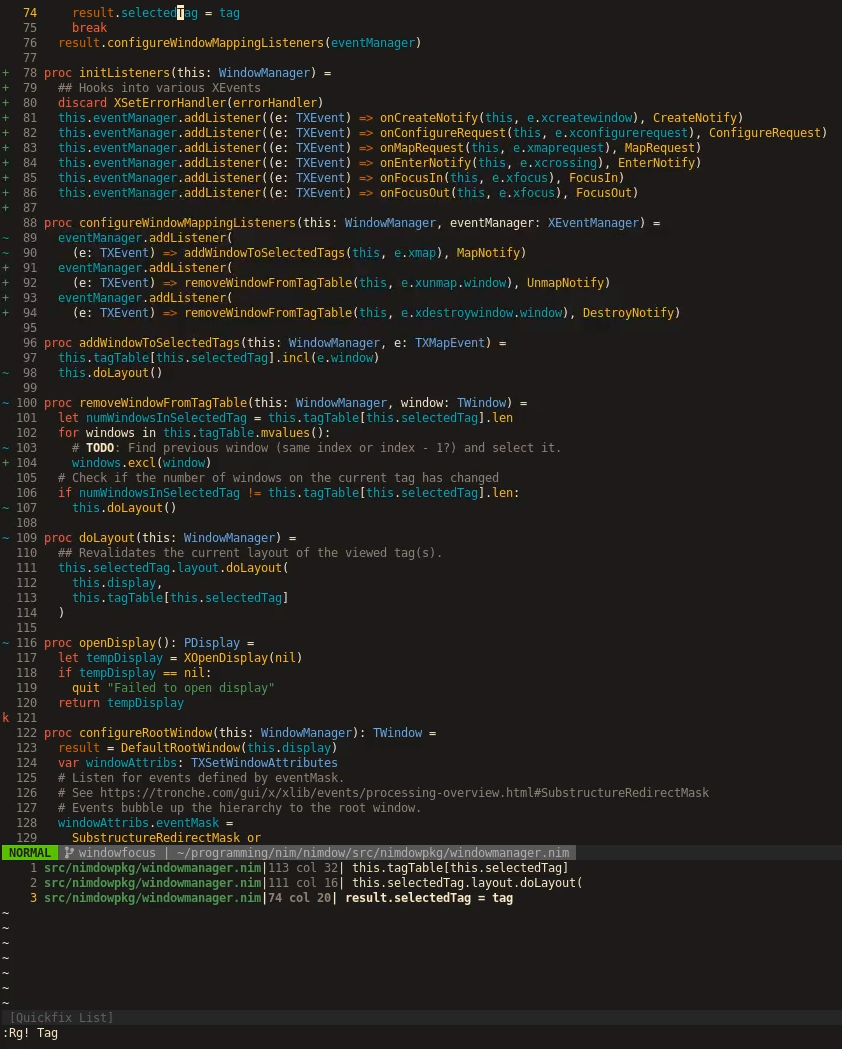 74     result.selectedTag = tag
75     break
76   result.configureWindowMappingListeners(eventManager)
77
+ 78 proc initListeners(this: WindowManager) =
+ 79   ## Hooks into various XEvents
+ 80   discard XSetErrorHandler(errorHandler)
+ 81   this.eventManager.addListener((e: TXEvent) => onCreateNotify(this, e.xcreatewindow), CreateNotify)
+ 82   this.eventManager.addListener((e: TXEvent) => onConfigureRequest(this, e.xconfigurerequest), ConfigureRequest)
+ 83   this.eventManager.addListener((e: TXEvent) => onMapRequest(this, e.xmaprequest), MapRequest)
+ 84   this.eventManager.addListener((e: TXEvent) => onEnterNotify(this, e.xcrossing), EnterNotify)
+ 85   this.eventManager.addListener((e: TXEvent) => onFocusIn(this, e.xfocus), FocusIn)
+ 86   this.eventManager.addListener((e: TXEvent) => onFocusOut(this, e.xfocus), FocusOut)
+ 87
88 proc configureWindowMappingListeners(this: WindowManager, eventManager: XEventManager) =
~ 89   eventManager.addListener(
~ 90     (e: TXEvent) => addWindowToSelectedTags(this, e.xmap), MapNotify)
+ 91   eventManager.addListener(
+ 92     (e: TXEvent) => removeWindowFromTagTable(this, e.xunmap.window), UnmapNotify)
+ 93   eventManager.addListener(
+ 94     (e: TXEvent) => removeWindowFromTagTable(this, e.xdestroywindow.window), DestroyNotify)
95
96 proc addWindowToSelectedTags(this: WindowManager, e: TXMapEvent) =
97   this.tagTable[this.selectedTag].incl(e.window)
~ 98   this.doLayout()
99
~ 100 proc removeWindowFromTagTable(this: WindowManager, window: TWindow) =
101   let numWindowsInSelectedTag = this.tagTable[this.selectedTag].len
102   for windows in this.tagTable.mvalues():
~ 103     # TODO: Find previous window (same index or index - 1?) and select it.
+ 104     windows.excl(window)
105   # Check if the number of windows on the current tag has changed
106   if numWindowsInSelectedTag != this.tagTable[this.selectedTag].len:
~ 107     this.doLayout()
108
~ 109 proc doLayout(this: WindowManager) =
110   ## Revalidates the current layout of the viewed tag(s).
111   this.selectedTag.layout.doLayout(
112     this.display,
113     this.tagTable[this.selectedTag]
114   )
115
~ 116 proc openDisplay(): PDisplay =
117   let tempDisplay = XOpenDisplay(nil)
118   if tempDisplay == nil:
119     quit "Failed to open display"
120   return tempDisplay
k 121
122 proc configureRootWindow(this: WindowManager): TWindow =
123   result = DefaultRootWindow(this.display)
124   var windowAttribs: TXSetWindowAttributes
125   # Listen for events defined by eventMask.
126   # See https://tronche.com/gui/x/xlib/events/processing-overview.html#SubstructureRedirectMask
127   # Events bubble up the hierarchy to the root window.
128   windowAttribs.eventMask =
129     SubstructureRedirectMask or
NORMAL windowfocus | ~/programming/nim/nimdow/src/nimdowpkg/windowmanager.nim
1 src/nimdowpkg/windowmanager.nim|113 col 32| this.tagTable[this.selectedTag]
2 src/nimdowpkg/windowmanager.nim|111 col 16| this.selectedTag.layout.doLayout(
3 src/nimdowpkg/windowmanager.nim|74 col 20| result.selectedTag = tag
~
~
~
~
~
~
~
[Quickfix List]
:Rg! Tag